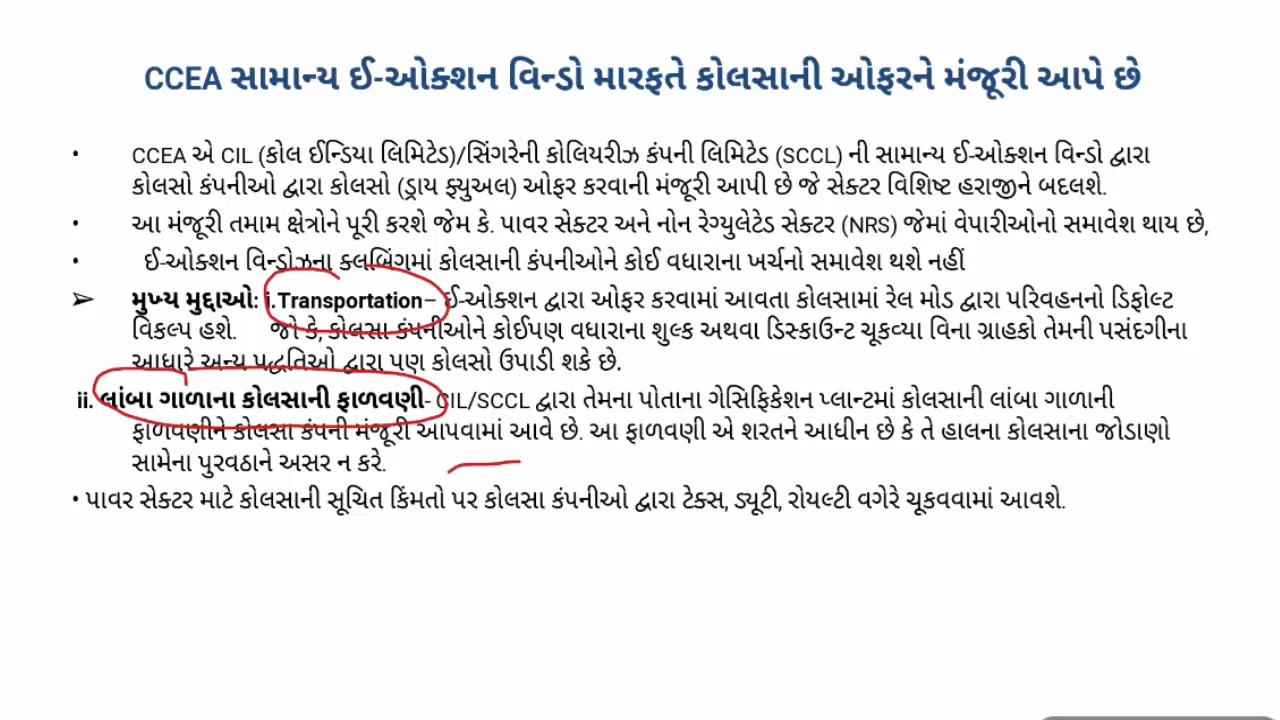 CCEA સામાન્ય ઈ-ઓક્શન વિન્ડો મારફતે કોલસાની ઓફરને મંજૂરી આપે છે
• CCEA એ CIL (કોલ ઈન્ડિયા લિમિટેડ)/સિંગરેની કોલિયરીઝ કંપની લિમિટેડ (SCCL) ની સામાન્ય ઈ-ઓક્શન વિન્ડો દ્વારા
કોલસો કંપનીઓ દ્વારા કોલસો (ડ્રાય ફ્યુઅલ) ઓફર કરવાની મંજૂરી આપી છે જે સેક્ટર વિશિષ્ટ હરાજીને બદલશે.
• આ મંજૂરી તમામ ક્ષેત્રોને પૂરી કરશે જેમ કે. પાવર સેક્ટર અને નોન રેગ્યુલેટેડ સેક્ટર (NRS) જેમાં વેપારીઓનો સમાવેશ થાય છે,
• ઈ-ઓક્શન વિન્ડોઝના ક્લબિંગમાં કોલસાની કંપનીઓને કોઈ વધારાના ખર્ચનો સમાવેશ થશે નહીં
➢ મુખ્ય મુદ્દાઓ: i.Transportation– ઈ-ઓક્શન દ્વારા ઓફર કરવામાં આવતા કોલસામાં રેલ મોડ દ્વારા પરિવહનનો ડિફોલ્ટ
વિકલ્પ હશે. જો કે, કોલસા કંપનીઓને કોઈપણ વધારાના શુલ્ક અથવા ડિસ્કાઉન્ટ ચૂકવ્યા વિના ગ્રાહકો તેમની પસંદગીના
આધારે અન્ય પદ્ધતિઓ દ્વારા પણ કોલસો ઉપાડી શકે છે.
ii. લાંબા ગાળાના કોલસાની ફાળવણી- CIL/SCCL દ્વારા તેમના પોતાના ગેસિફિકેશન પ્લાન્ટમાં કોલસાની લાંબા ગાળાની
ફાળવણીને કોલસા કંપની મંજૂરી આપવામાં આવે છે. આ ફાળવણી એ શરતને આધીન છે કે તે હાલના કોલસાના જોડાણો
સામેના પુરવઠાને અસર ન કરે.
• પાવર સેક્ટર માટે કોલસાની સૂચિત કિંમતો પર કોલસા કંપનીઓ દ્વારા ટેક્સ, ડ્યૂટી, રોયલ્ટી વગેરે ચૂકવવામાં આવશે.